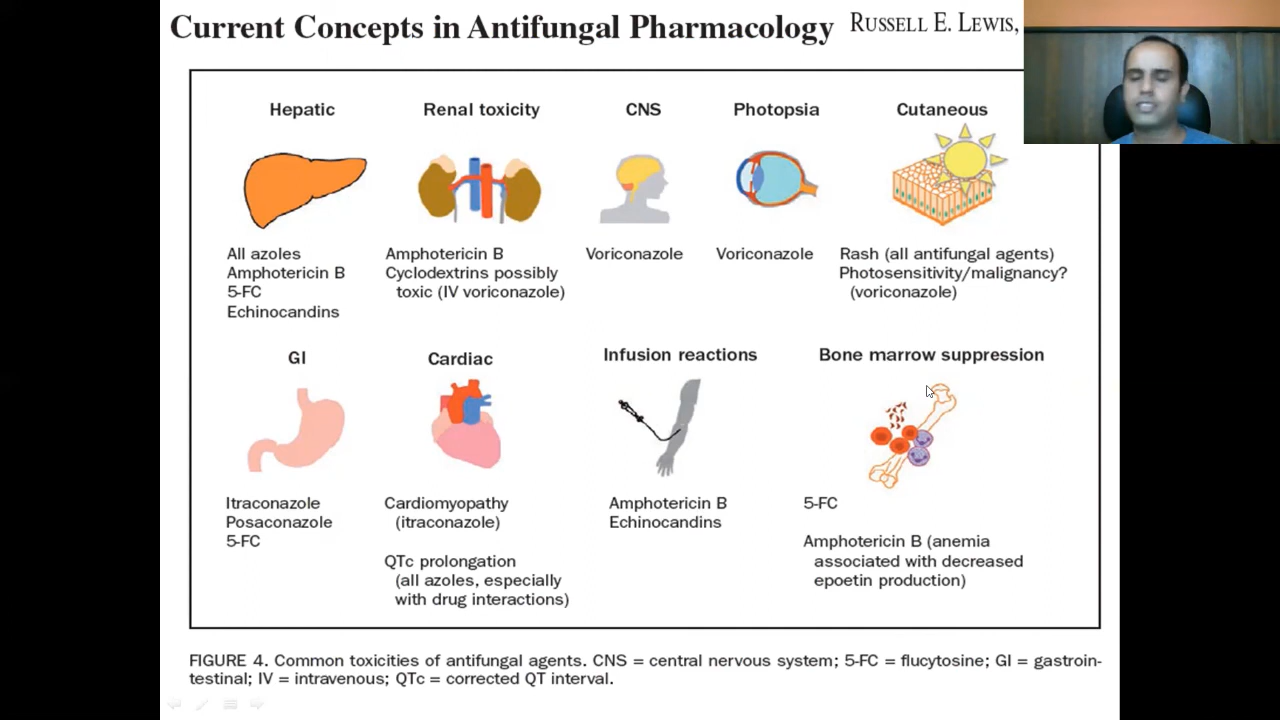 Current Concepts in Antifungal Pharmacology RUSSELL E. LEWIS,
Hepatic
Renal toxicity
CNS
Photopsia
Cutaneous
All azoles
Amphotericin B
5-FC
Echinocandins
Amphotericin B
Cyclodextrins possibly
toxic (IV voriconazole)
Voriconazole
Voriconazole
Rash (all antifungal agents)
Photosensitivity/malignancy?
(voriconazole)
GI
Cardiac
Infusion reactions
Bone marrow suppression
Itraconazole
Posaconazole
5-FC
Cardiomyopathy
(itraconazole)
QTc prolongation
(all azoles, especially
with drug interactions)
Amphotericin B
Echinocandins
5-FC
Amphotericin B (anemia
associated with decreased
epoetin production)
FIGURE 4. Common toxicities of antifungal agents. CNS = central nervous system; 5-FC = flucytosine; GI = gastroin-
testinal; IV = intravenous; QTc = corrected QT interval.